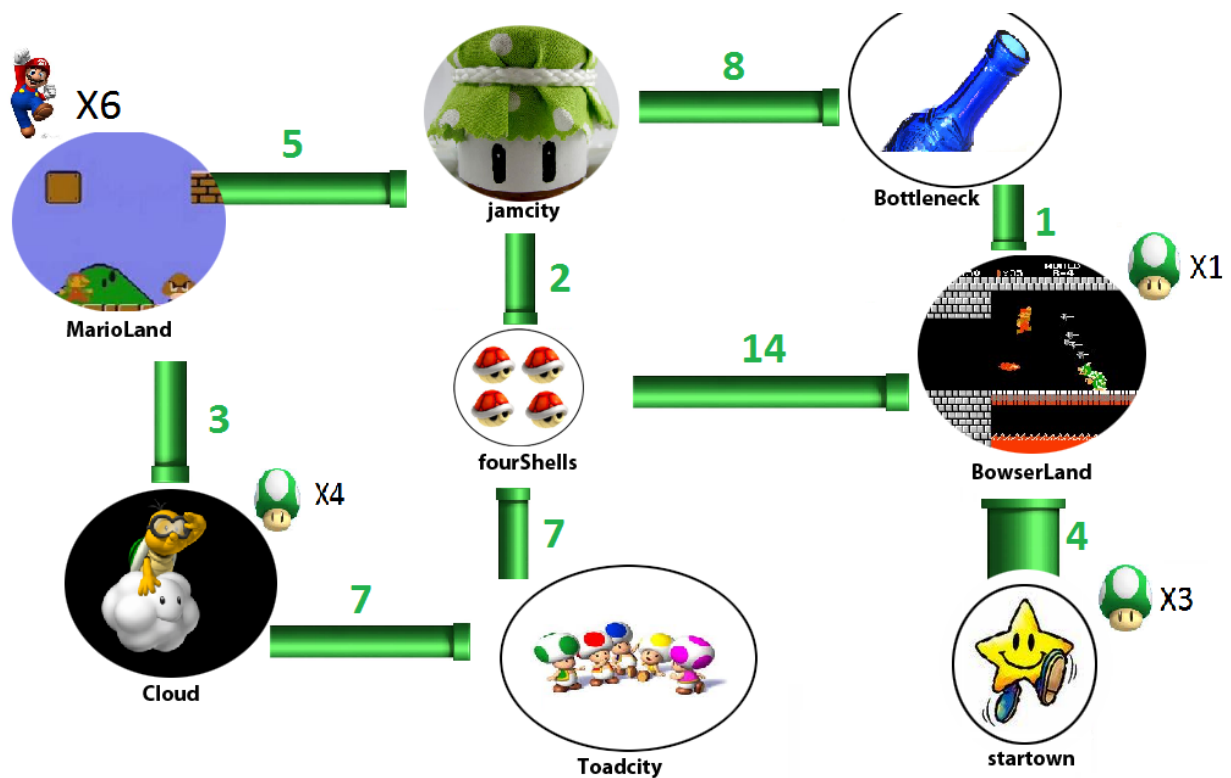 X6
5
8
jamcity
Bottleneck
1
X1
MarioLand
2
14
3
fourShells
BowserLand
X4
7
4
7
X3
Cloud
Toadcity
startown